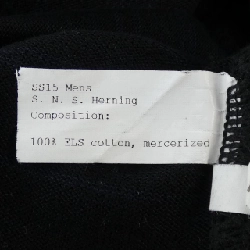 SS15 Mens
S. N. S. Herning
Composition:
100% ELS cotton, mercerized